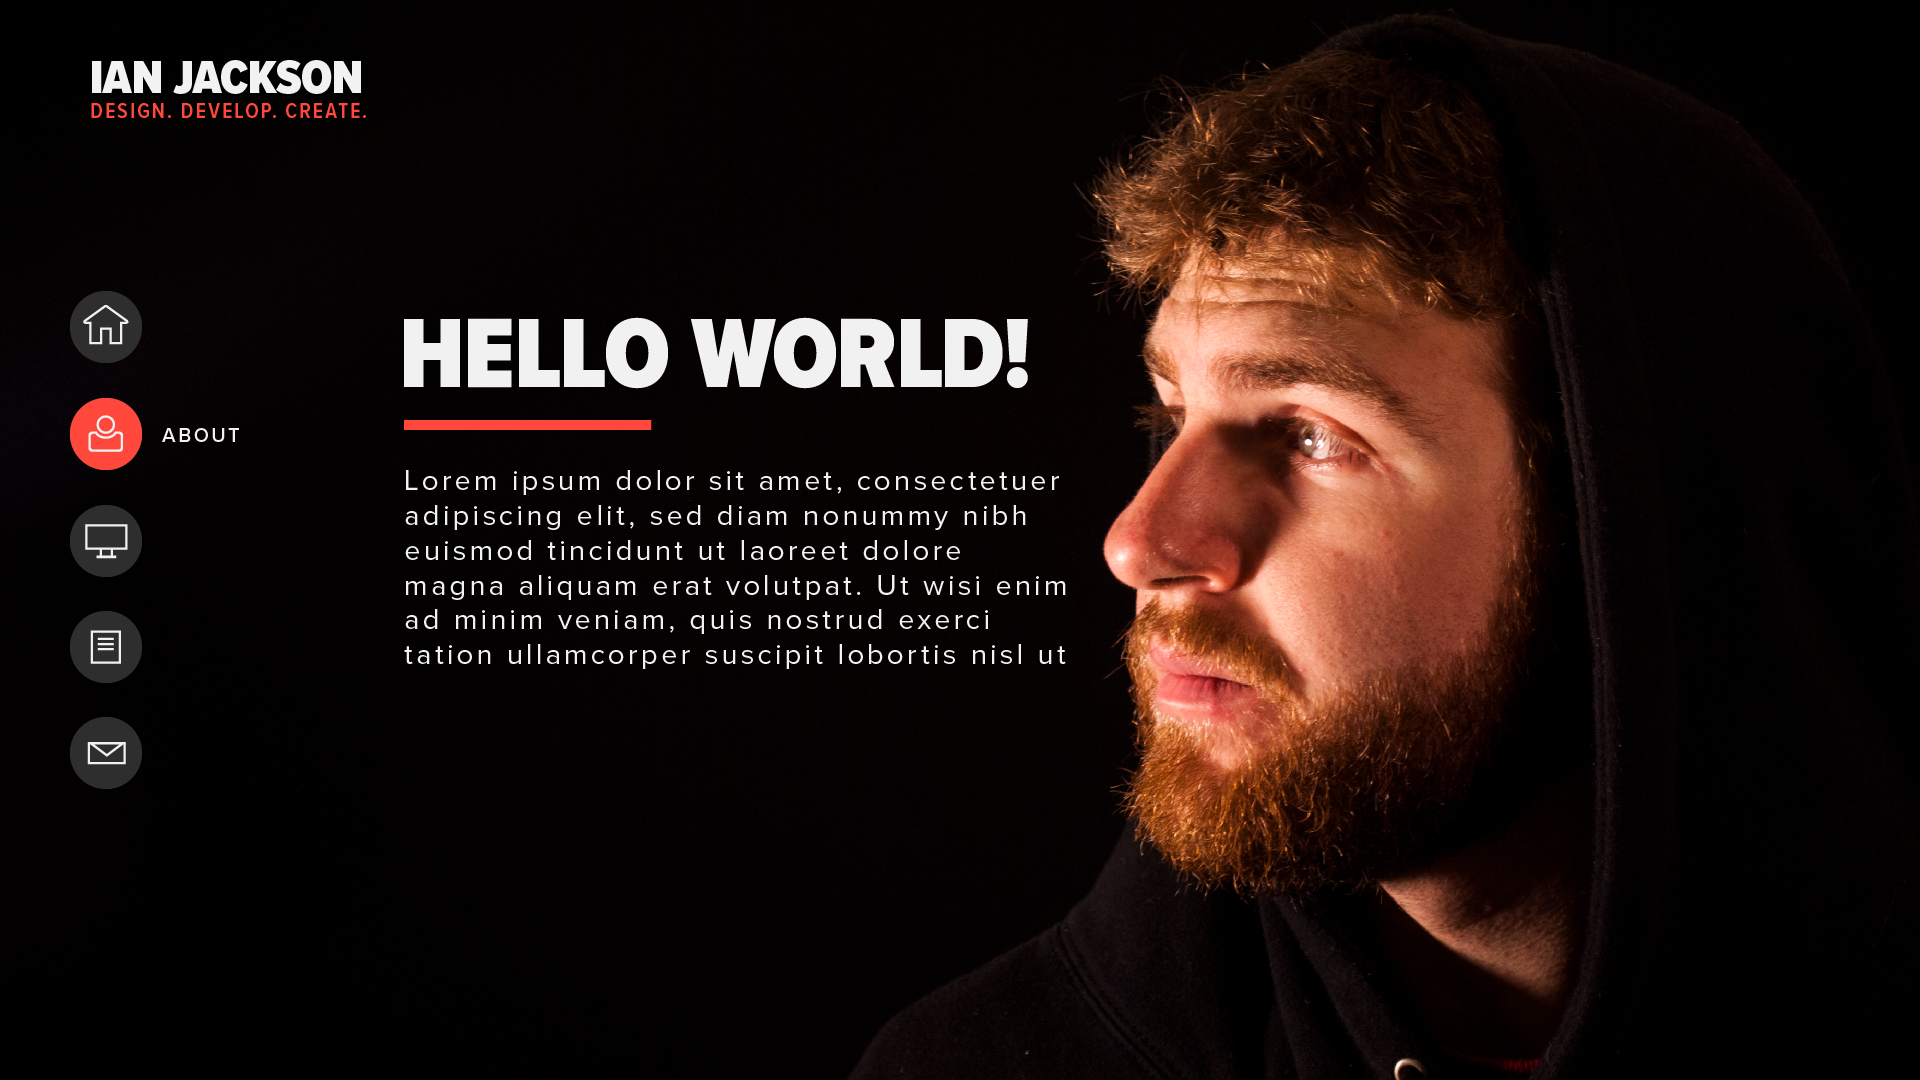 IAN JACKSON
DESIGN. DEVELOP. CREATE.
ABOUT
HELLO WORLD!
Lorem ipsum dolor sit amet, consectetuer
adipiscing elit, sed diam nonummy nibh
euismod tincidunt ut laoreet dolore
magna aliquam erat volutpat. Ut wisi enim
ad minim veniam, quis nostrud exerci
tation ullamcorper suscipit lobortis nisl ut